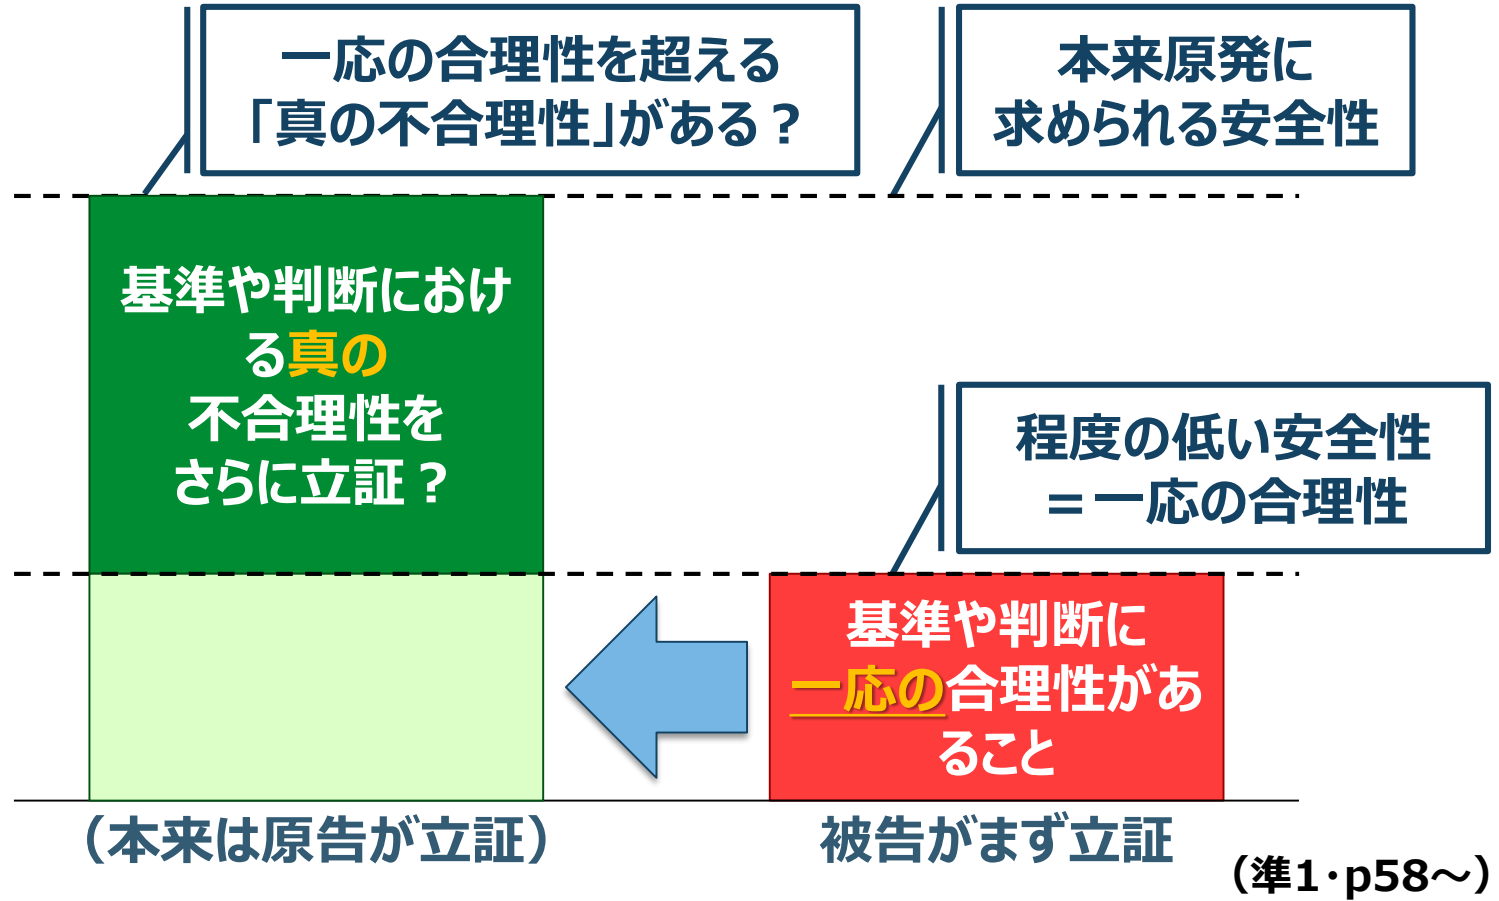 一応の合理性を超える
「真の不合理性」がある？
本来原発に
求められる安全性
基準や判断におけ
る真の
不合理性を
さらに立証？
程度の低い安全性
＝一応の合理性
基準や判断に
一応の合理性があ
ること
（本来は原告が立証）
被告がまず立証
（準1・p58～）